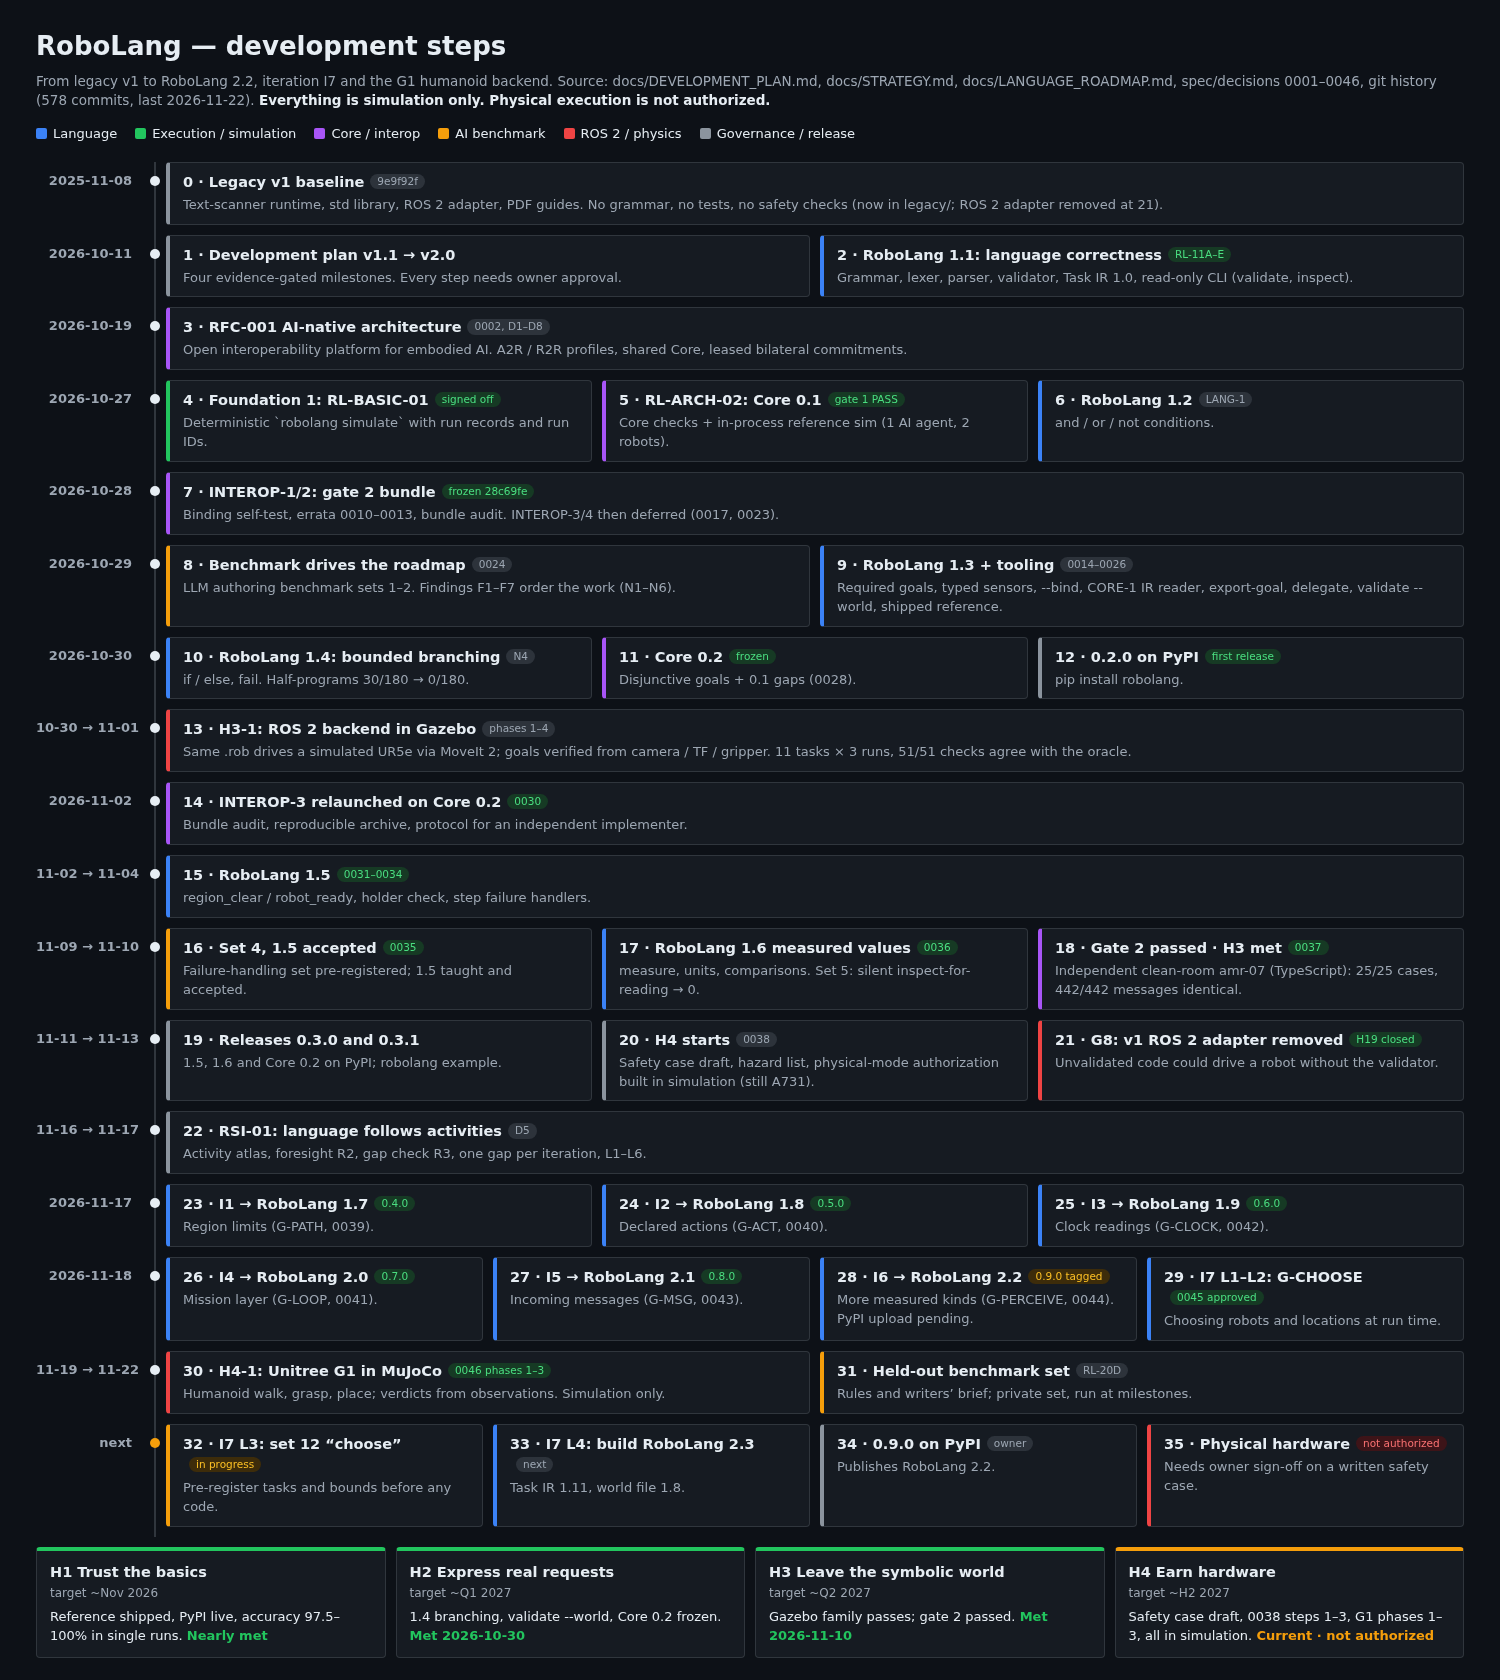 RoboLang — development steps
From legacy v1 to RoboLang 2.2, iteration I7 and the G1 humanoid backend. Source: docs/DEVELOPMENT_PLAN.md, docs/STRATEGY.md, docs/LANGUAGE_ROADMAP.md, spec/decisions 0001–0046, git history
(578 commits, last 2026-11-22). Everything is simulation only. Physical execution is not authorized.
Language Execution / simulation Core / interop AI benchmark ROS 2 / physics Governance / release
2025-11-08
0 · Legacy v1 baseline 9e9f92f
Text-scanner runtime, std library, ROS 2 adapter, PDF guides. No grammar, no tests, no safety checks (now in legacy/; ROS 2 adapter removed at 21).
2026-10-11
1 · Development plan v1.1 → v2.0
Four evidence-gated milestones. Every step needs owner approval.
2 · RoboLang 1.1: language correctness RL-11A–E
Grammar, lexer, parser, validator, Task IR 1.0, read-only CLI (validate, inspect).
2026-10-19
3 · RFC-001 AI-native architecture 0002, D1–D8
Open interoperability platform for embodied AI. A2R / R2R profiles, shared Core, leased bilateral commitments.
2026-10-27
4 · Foundation 1: RL-BASIC-01 signed off
Deterministic `robolang simulate` with run records and run
IDs.
5 · RL-ARCH-02: Core 0.1 gate 1 PASS
Core checks + in-process reference sim (1 AI agent, 2
robots).
6 · RoboLang 1.2 LANG-1
and / or / not conditions.
2026-10-28
7 · INTEROP-1/2: gate 2 bundle frozen 28c69fe
Binding self-test, errata 0010–0013, bundle audit. INTEROP-3/4 then deferred (0017, 0023).
2026-10-29
8 · Benchmark drives the roadmap 0024
LLM authoring benchmark sets 1–2. Findings F1–F7 order the work (N1–N6).
9 · RoboLang 1.3 + tooling 0014–0026
Required goals, typed sensors, --bind, CORE-1 IR reader, export-goal, delegate, validate --
world, shipped reference.
2026-10-30
10 · RoboLang 1.4: bounded branching N4
if / else, fail. Half-programs 30/180 → 0/180.
11 · Core 0.2 frozen
Disjunctive goals + 0.1 gaps (0028).
12 · 0.2.0 on PyPI first release
pip install robolang.
10-30 → 11-01
13 · H3-1: ROS 2 backend in Gazebo phases 1–4
Same .rob drives a simulated UR5e via MoveIt 2; goals verified from camera / TF / gripper. 11 tasks × 3 runs, 51/51 checks agree with the oracle.
2026-11-02
14 · INTEROP-3 relaunched on Core 0.2 0030
Bundle audit, reproducible archive, protocol for an independent implementer.
11-02 → 11-04
15 · RoboLang 1.5 0031–0034
region_clear / robot_ready, holder check, step failure handlers.
11-09 → 11-10
16 · Set 4, 1.5 accepted 0035
Failure-handling set pre-registered; 1.5 taught and
accepted.
17 · RoboLang 1.6 measured values 0036
measure, units, comparisons. Set 5: silent inspect-for-
reading → 0.
18 · Gate 2 passed · H3 met 0037
Independent clean-room amr-07 (TypeScript): 25/25 cases,
442/442 messages identical.
11-11 → 11-13
19 · Releases 0.3.0 and 0.3.1
1.5, 1.6 and Core 0.2 on PyPI; robolang example.
20 · H4 starts 0038
Safety case draft, hazard list, physical-mode authorization
built in simulation (still A731).
21 · G8: v1 ROS 2 adapter removed H19 closed
Unvalidated code could drive a robot without the validator.
11-16 → 11-17
22 · RSI-01: language follows activities D5
Activity atlas, foresight R2, gap check R3, one gap per iteration, L1–L6.
2026-11-17
23 · I1 → RoboLang 1.7 0.4.0
Region limits (G-PATH, 0039).
24 · I2 → RoboLang 1.8 0.5.0
Declared actions (G-ACT, 0040).
25 · I3 → RoboLang 1.9 0.6.0
Clock readings (G-CLOCK, 0042).
2026-11-18
26 · I4 → RoboLang 2.0 0.7.0
Mission layer (G-LOOP, 0041).
27 · I5 → RoboLang 2.1 0.8.0
Incoming messages (G-MSG, 0043).
28 · I6 → RoboLang 2.2 0.9.0 tagged
More measured kinds (G-PERCEIVE, 0044).
PyPI upload pending.
29 · I7 L1–L2: G-CHOOSE
0045 approved
Choosing robots and locations at run time.
11-19 → 11-22
30 · H4-1: Unitree G1 in MuJoCo 0046 phases 1–3
Humanoid walk, grasp, place; verdicts from observations. Simulation only.
31 · Held-out benchmark set RL-20D
Rules and writers’ brief; private set, run at milestones.
next
32 · I7 L3: set 12 “choose”
in progress
Pre-register tasks and bounds before any
code.
33 · I7 L4: build RoboLang 2.3
next
Task IR 1.11, world file 1.8.
34 · 0.9.0 on PyPI owner
Publishes RoboLang 2.2.
35 · Physical hardware not authorized
Needs owner sign-off on a written safety
case.
H1 Trust the basics
target ~Nov 2026
Reference shipped, PyPI live, accuracy 97.5–
100% in single runs. Nearly met
H2 Express real requests
target ~Q1 2027
1.4 branching, validate --world, Core 0.2 frozen.
Met 2026-10-30
H3 Leave the symbolic world
target ~Q2 2027
Gazebo family passes; gate 2 passed. Met
2026-11-10
H4 Earn hardware
target ~H2 2027
Safety case draft, 0038 steps 1–3, G1 phases 1–
3, all in simulation. Current · not authorized